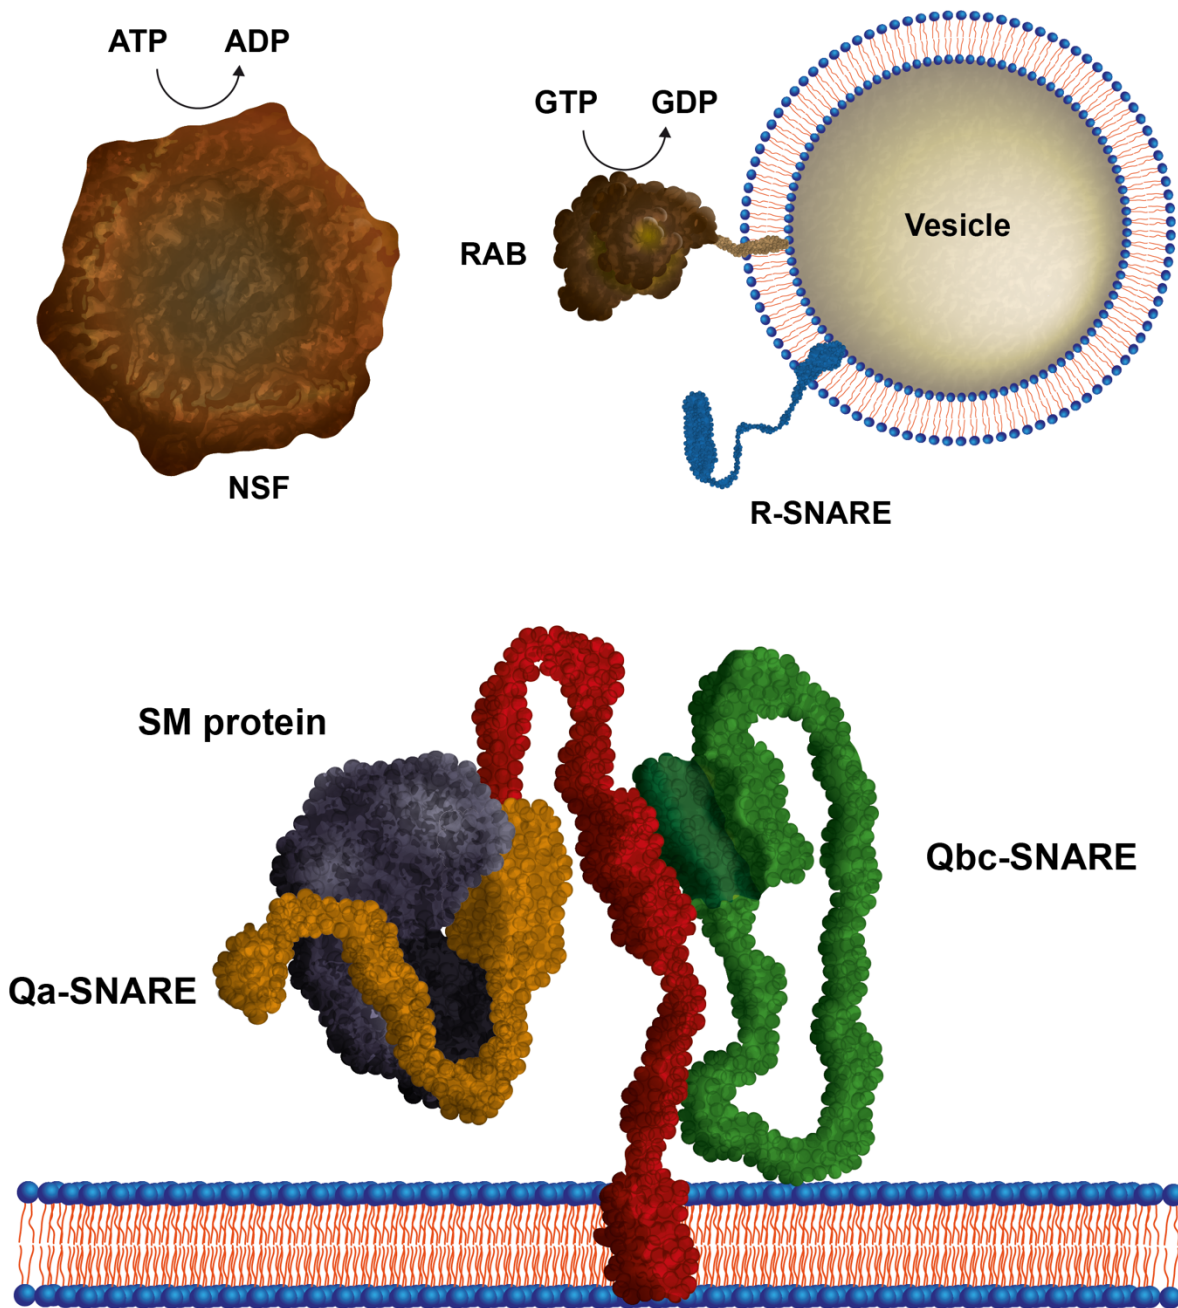 ATP ADP
GTP GDP
Vesicle
RAB
NSF
R-SNARE
SM protein
Qbc-SNARE
Qa-SNARE